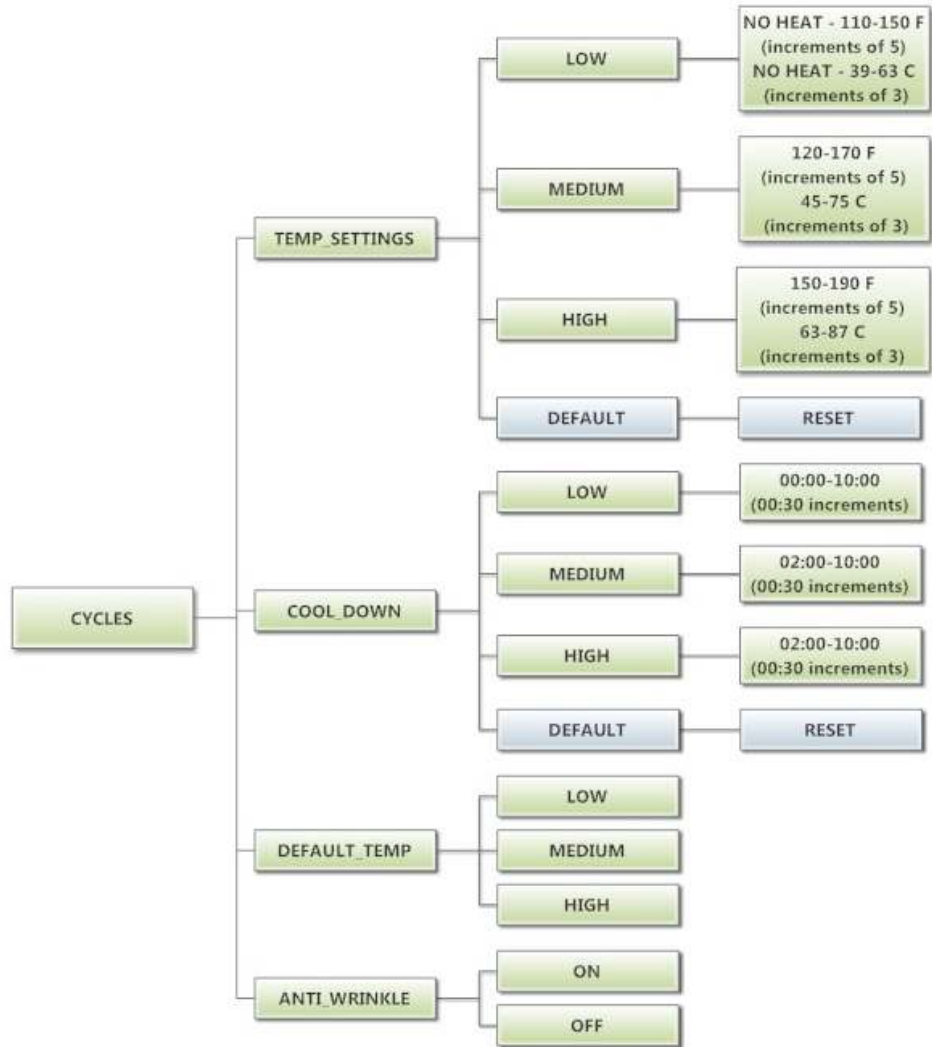 CYCLES
TEMP_SETTINGS
LOW
NO HEAT - 110-150 F
(increments of 5)
NO HEAT - 39-63 C
(increments of 3)
MEDIUM
120-170 F
(increments of 5)
45-75 C
(increments of 3)
HIGH
150-190 F
(increments of 5)
63-87 C
(increments of 3)
DEFAULT
RESET
COOL_DOWN
LOW
00:00-10:00
(00:30 increments)
MEDIUM
02:00-10:00
(00:30 increments)
HIGH
02:00-10:00
(00:30 increments)
DEFAULT
RESET
DEFAULT_TEMP
LOW
MEDIUM
HIGH
ANTI_WRINKLE
ON
OFF